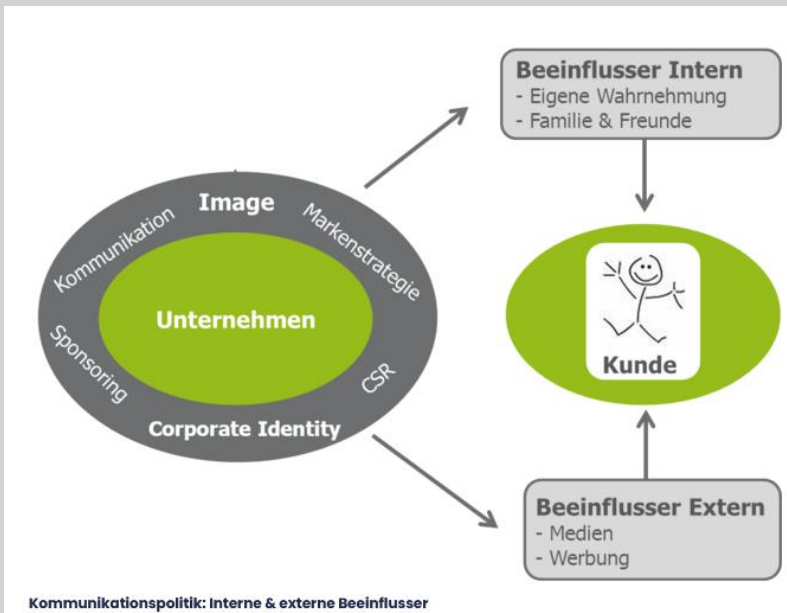 Beeinflusser Intern
- Eigene Wahrnehmung
- Familie & Freunde
Image
Kommunikation
Markenstrategie
Unternehmen
Sponsoring
CSR
Corporate Identity
Kunde
Beeinflusser Extern
- Medien
- Werbung
Kommunikationspolitik: Interne & externe Beeinflusser